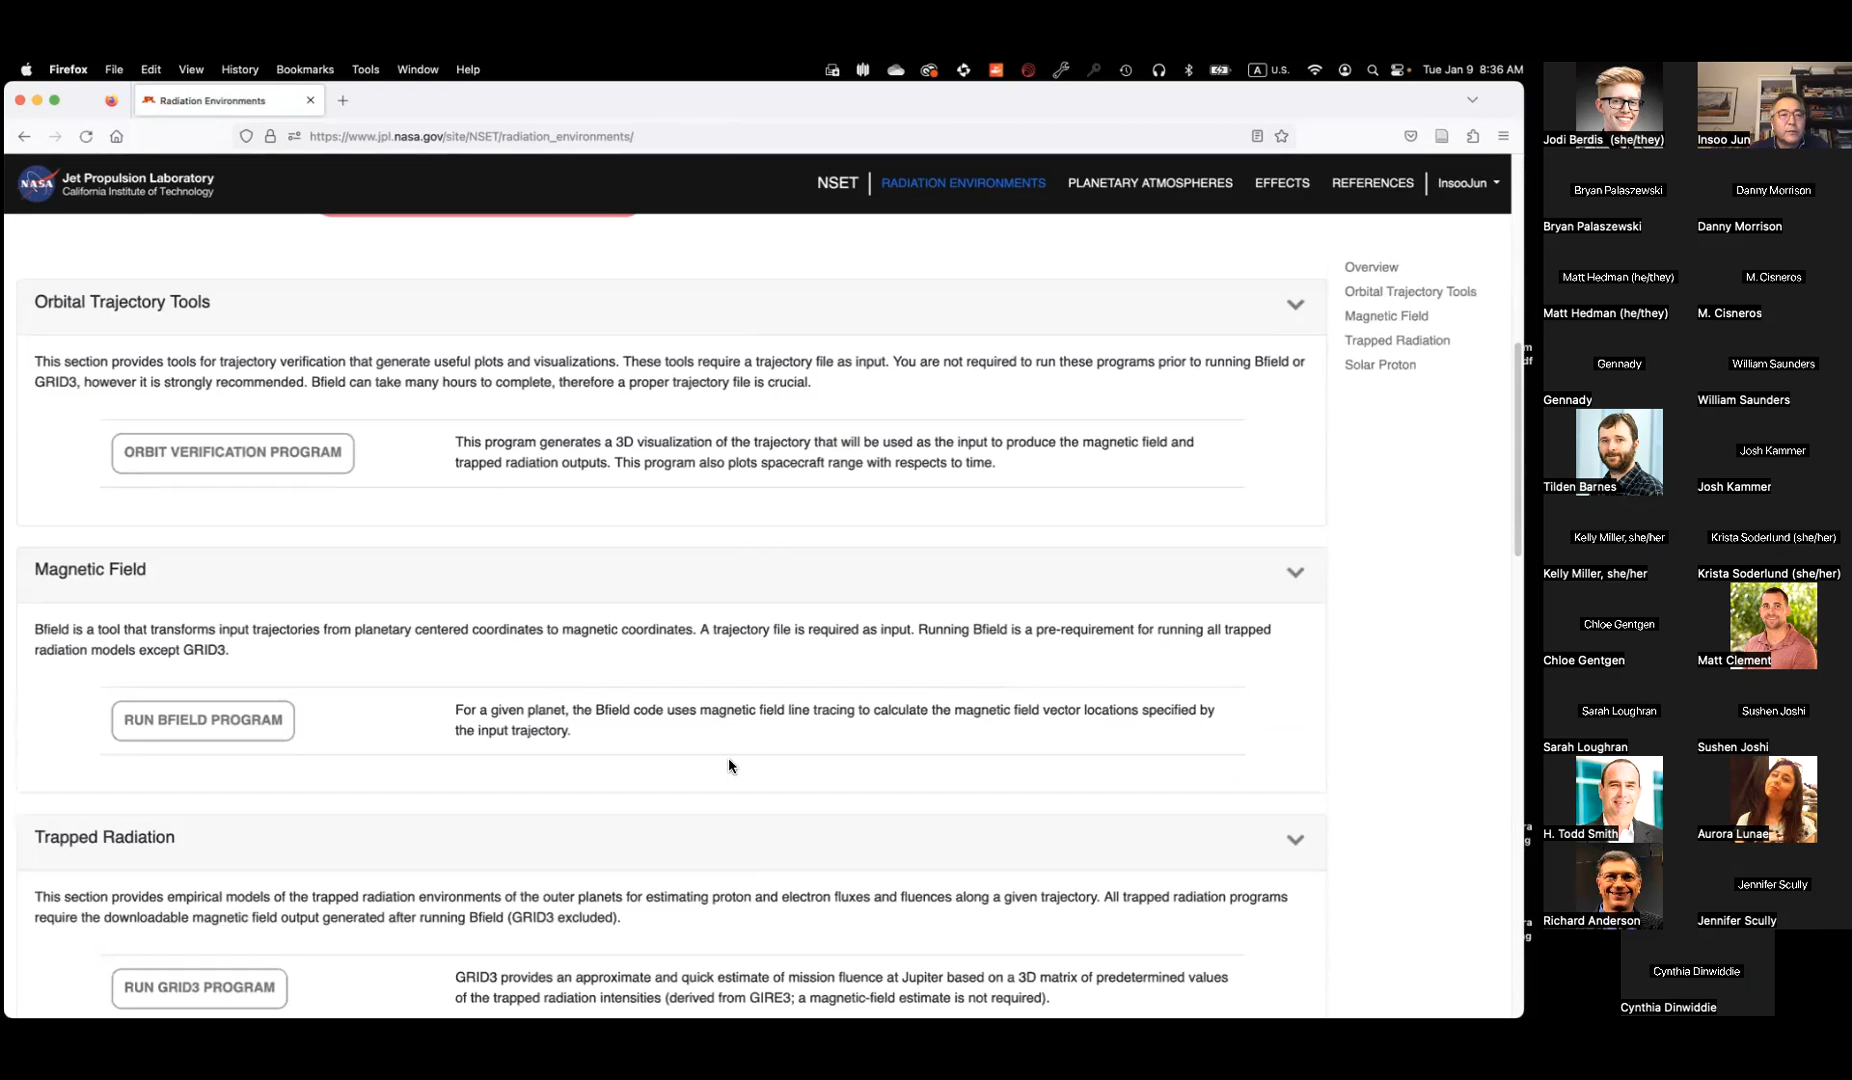 Firefox File Edit View History Bookmarks Tools Window Help
A U.S. Tue Jan 9 8:36 AM
Radiation Environments
https://www.jpl.nasa.gov/site/NSET/radiation_environments/
NASA
Jet Propulsion Laboratory
California Institute of Technology
NSET RADIATION ENVIRONMENTS PLANETARY ATMOSPHERES EFFECTS REFERENCES InsooJun
Overview
Orbital Trajectory Tools
Magnetic Field
Trapped Radiation
Solar Proton
Orbital Trajectory Tools
This section provides tools for trajectory verification that generate useful plots and visualizations. These tools require a trajectory file as input. You are not required to run these programs prior to running Bfield or
GRID3, however it is strongly recommended. Bfield can take many hours to complete, therefore a proper trajectory file is crucial.
ORBIT VERIFICATION PROGRAM
This program generates a 3D visualization of the trajectory that will be used as the input to produce the magnetic field and
trapped radiation outputs. This program also plots spacecraft range with respects to time.
Magnetic Field
Bfield is a tool that transforms input trajectories from planetary centered coordinates to magnetic coordinates. A trajectory file is required as input. Running Bfield is a pre-requirement for running all trapped
radiation models except GRID3.
RUN BFIELD PROGRAM
For a given planet, the Bfield code uses magnetic field line tracing to calculate the magnetic field vector locations specified by
the input trajectory.
Trapped Radiation
This section provides empirical models of the trapped radiation environments of the outer planets for estimating proton and electron fluxes and fluences along a given trajectory. All trapped radiation programs
require the downloadable magnetic field output generated after running Bfield (GRID3 excluded).
RUN GRID3 PROGRAM
GRID3 provides an approximate and quick estimate of mission fluence at Jupiter based on a 3D matrix of predetermined values
of the trapped radiation intensities (derived from GIRE3; a magnetic-field estimate is not required).
Jodi Berdis (she/they)
Insoo Jun
Bryan Palaszewski
Bryan Palaszewski
Danny Morrison
Danny Morrison
Matt Hedman (he/they)
Matt Hedman (he/they)
M. Cisneros
M. Cisneros
Gennady
Gennady
William Saunders
William Saunders
Tilden Barnes
Josh Kammer
Josh Kammer
Kelly Miller, she/her
Kelly Miller, she/her
Krista Soderlund (she/her)
Krista Soderlund (she/her)
Chloe Gentgen
Chloe Gentgen
Matt Clement
Sarah Loughran
Sarah Loughran
Sushen Joshi
Sushen Joshi
H. Todd Smith
Aurora Lunae
Richard Anderson
Jennifer Scully
Jennifer Scully
Cynthia Dinwiddie
Cynthia Dinwiddie